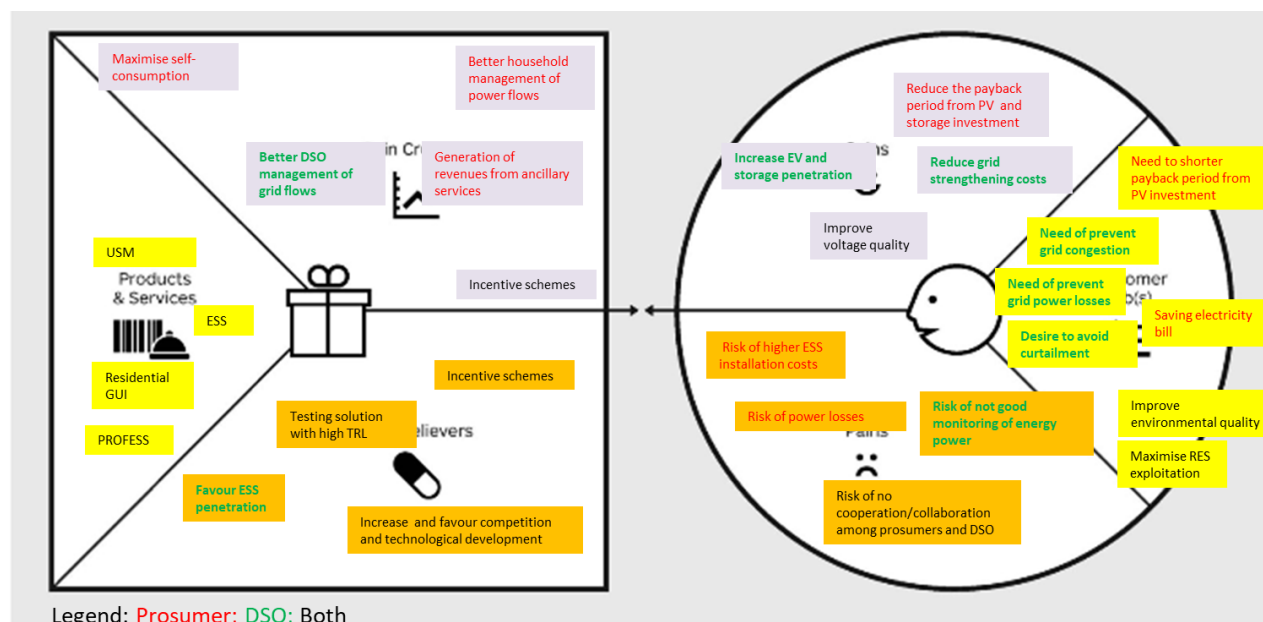 Maximise self-
consumption
Better household
management of
power flows
Better DSO
management of
grid flows
in Cr
Generation of
revenues from ancillary
services
USM
Products
& Services
ESS
Incentive schemes
Residential
GUI
PROFESS
Incentive schemes
Testing solution
with high TRL
elievers
Favour ESS
penetration
Increase and favour competition
and technological development
Reduce the payback
period from PV and
storage investment
Increase EV and
storage penetration
ins
Reduce grid
strengthening costs
Need to shorter
payback period from
PV investment
Improve
voltage quality
Need of prevent
grid congestion
Need of prevent
grid power losses
omer
b(s)
Saving electricity
bill
Desire to avoid
curtailment
Risk of higher ESS
installation costs
Risk of power losses
Risk of not good
monitoring of energy
power
Pains
Improve
environmental quality
Maximise RES
exploitation
Risk of no
cooperation/collaboration
among prosumers and DSO
Legend: Prosumer; DSO; Both